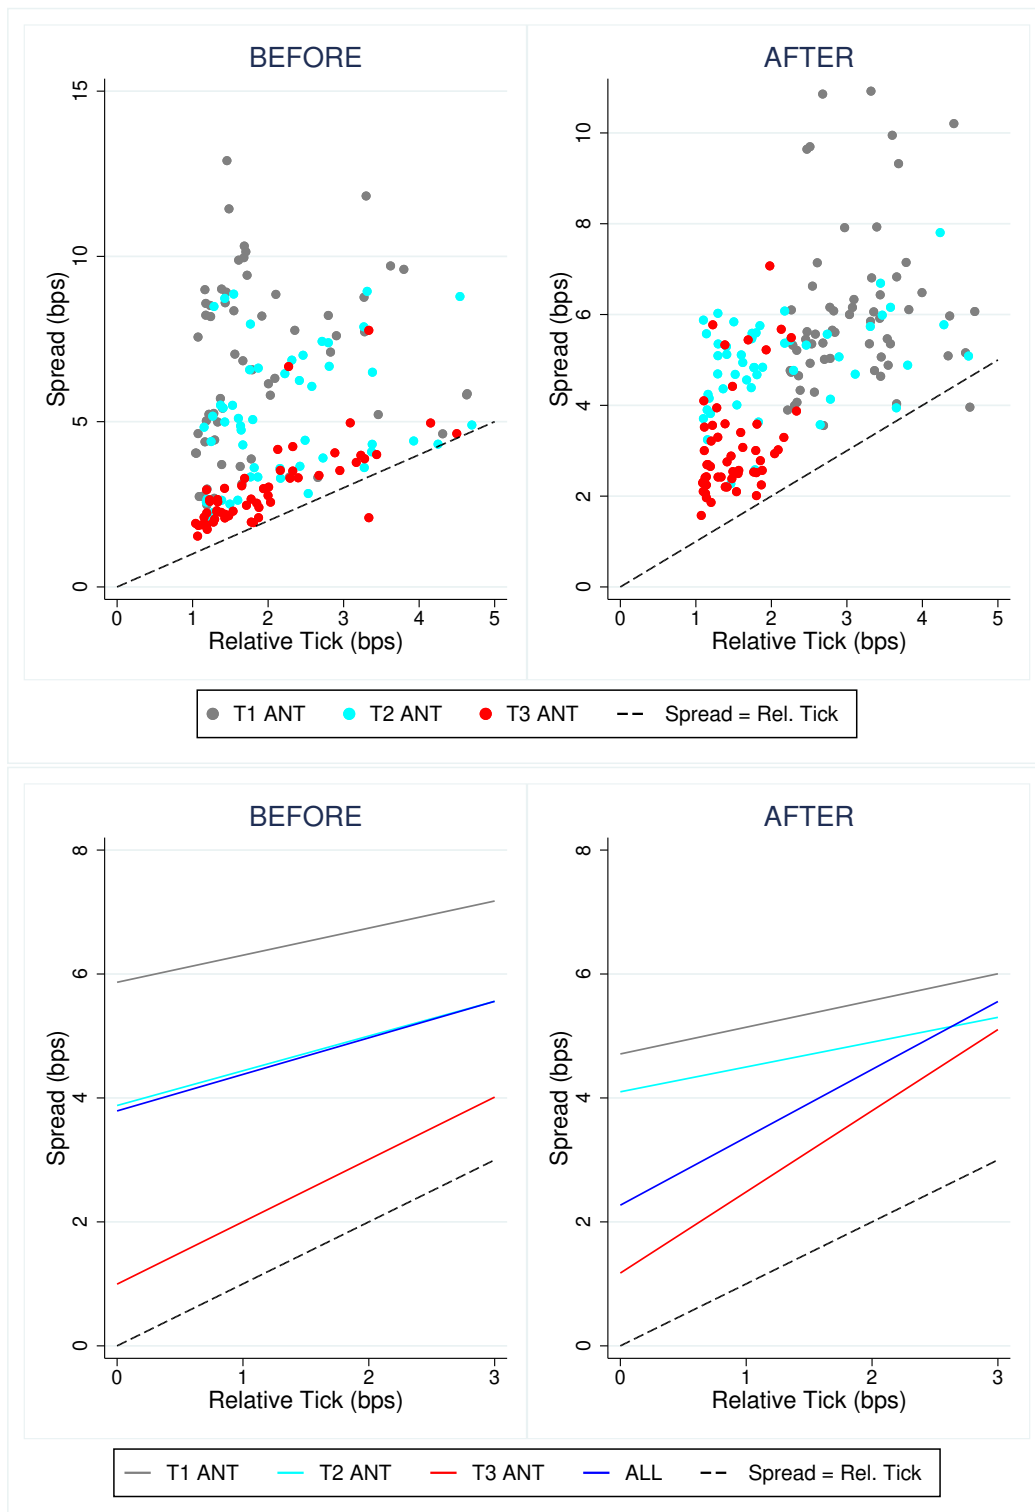 BEFORE
AFTER
15
10
5
0
Spread (bps)
0 1 2 3 4 5
Relative Tick (bps)
10
8
6
4
2
0
Spread (bps)
0 1 2 3 4 5
Relative Tick (bps)
T1 ANT T2 ANT T3 ANT Spread = Rel. Tick
BEFORE
AFTER
8
6
4
2
0
Spread (bps)
0 1 2 3
Relative Tick (bps)
8
6
4
2
0
Spread (bps)
0 1 2 3
Relative Tick (bps)
T1 ANT T2 ANT T3 ANT ALL Spread = Rel. Tick